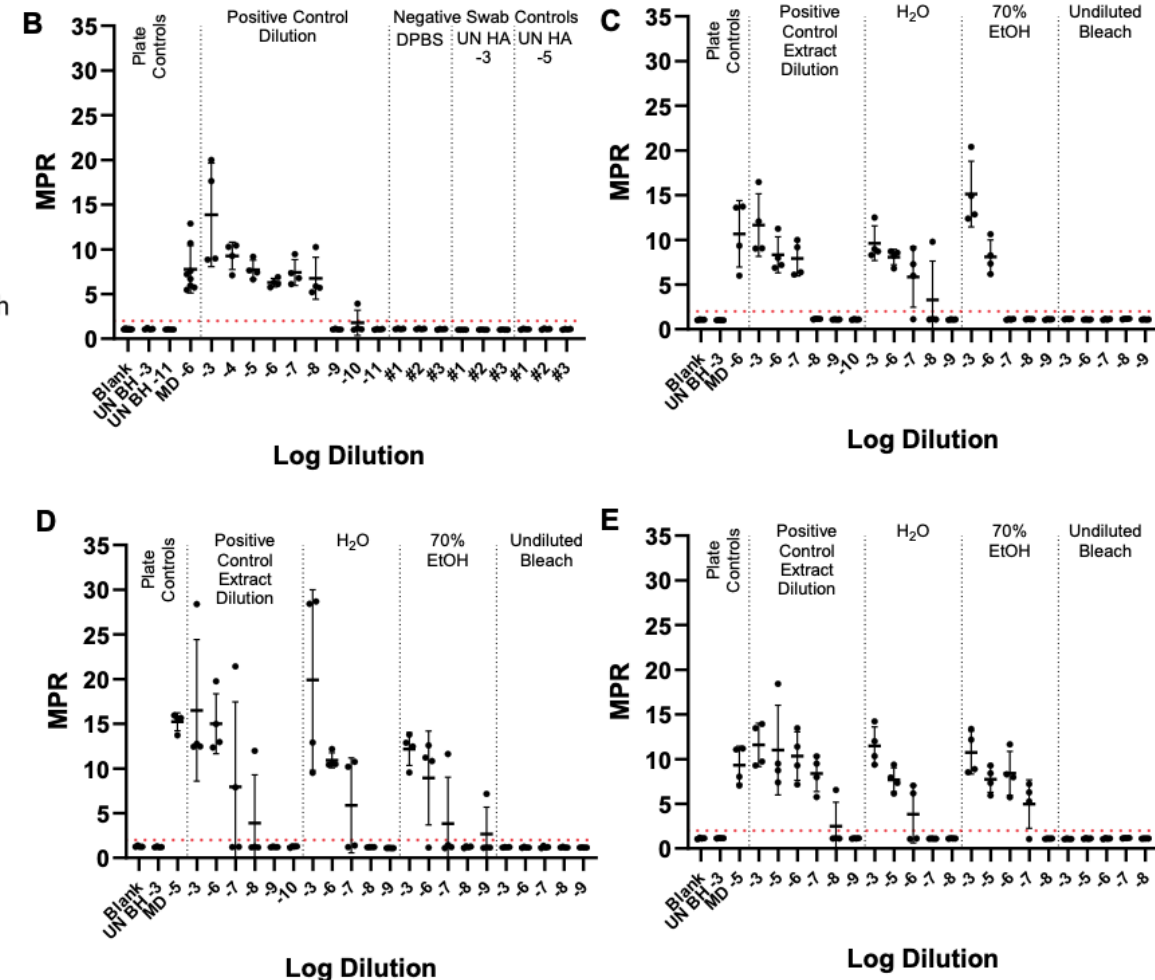 B
Plate Controls
Positive Control
Dilution
Negative Swab Controls
DPBS
UN HA
-3
UN HA
-5
35
30
25
20
15
10
5
0
MPR
Blank
UN BH -3
UN BH -11
MD -6
-3
-4
-5
-6
-7
-8
-9
-10
-11
#1
#2
#3
#1
#2
#3
#1
#2
#3
Log Dilution
C
Plate Controls
Positive
Control
Extract
Dilution
H2O
70%
EtOH
Undiluted
Bleach
35
30
25
20
15
10
5
0
MPR
Blank
UN BH -3
MD -6
-3
-6
-7
-8
-9
-10
-3
-6
-7
-8
-9
-3
-6
-7
-8
-9
-3
-6
-7
-8
-9
Log Dilution
h
D
Plate Controls
Positive
Control
Extract
Dilution
H2O
70%
EtOH
Undiluted
Bleach
35
30
25
20
15
10
5
0
MPR
Blank
UN BH -3
MD -5
-3
-6
-7
-8
-9
-10
-3
-6
-7
-8
-9
-3
-6
-7
-8
-9
-3
-6
-7
-8
-9
Log Dilution
E
Plate Controls
Positive
Control
Extract
Dilution
H2O
70%
EtOH
Undiluted
Bleach
35
30
25
20
15
10
5
0
MPR
Blank
UN BH -3
MD -5
-3
-5
-6
-7
-8
-9
-3
-5
-6
-7
-8
-3
-5
-6
-7
-8
-3
-5
-6
-7
-8
Log Dilution